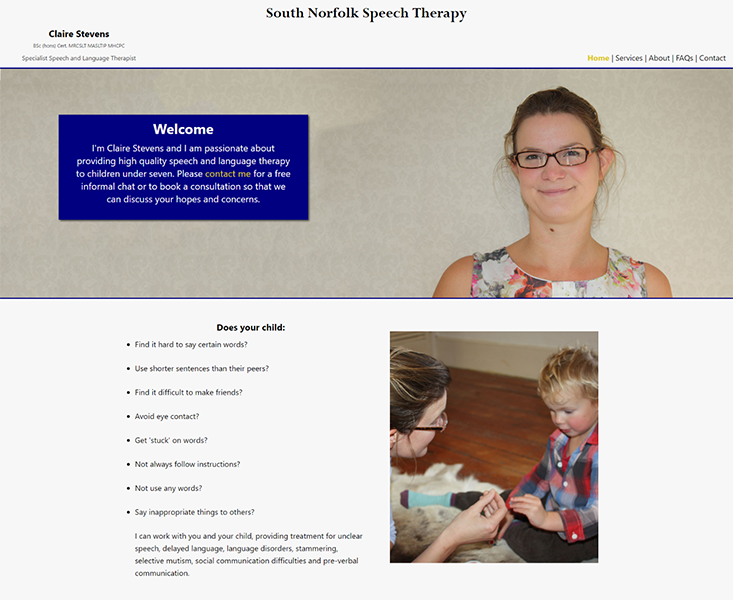 South Norfolk Speech Therapy
Claire Stevens
BSc (hons) Cert. MRCSLT MASLTIP MHCPC
Specialist Speech and Language Therapist
Home | Services | About | FAQs | Contact
Welcome
I'm Claire Stevens and I am passionate about
providing high quality speech and language therapy
to children under seven. Please contact me for a free
informal chat or to book a consultation so that we
can discuss your hopes and concerns.
Does your child:
• Find it hard to say certain words?
• Use shorter sentences than their peers?
• Find it difficult to make friends?
• Avoid eye contact?
• Get 'stuck' on words?
• Not always follow instructions?
• Not use any words?
• Say inappropriate things to others?
I can work with you and your child, providing treatment for unclear
speech, delayed language, language disorders, stammering,
selective mutism, social communication difficulties and pre-verbal
communication.